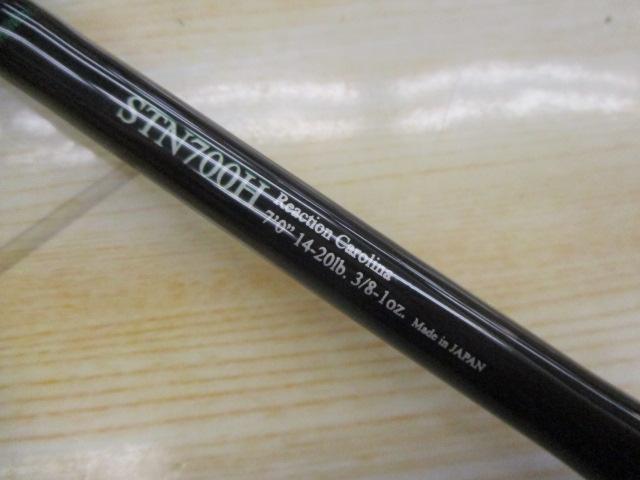 STN700H
Reaction Carolina
7'0" 14-20lb. 3/8-1oz.
Made in JAPAN